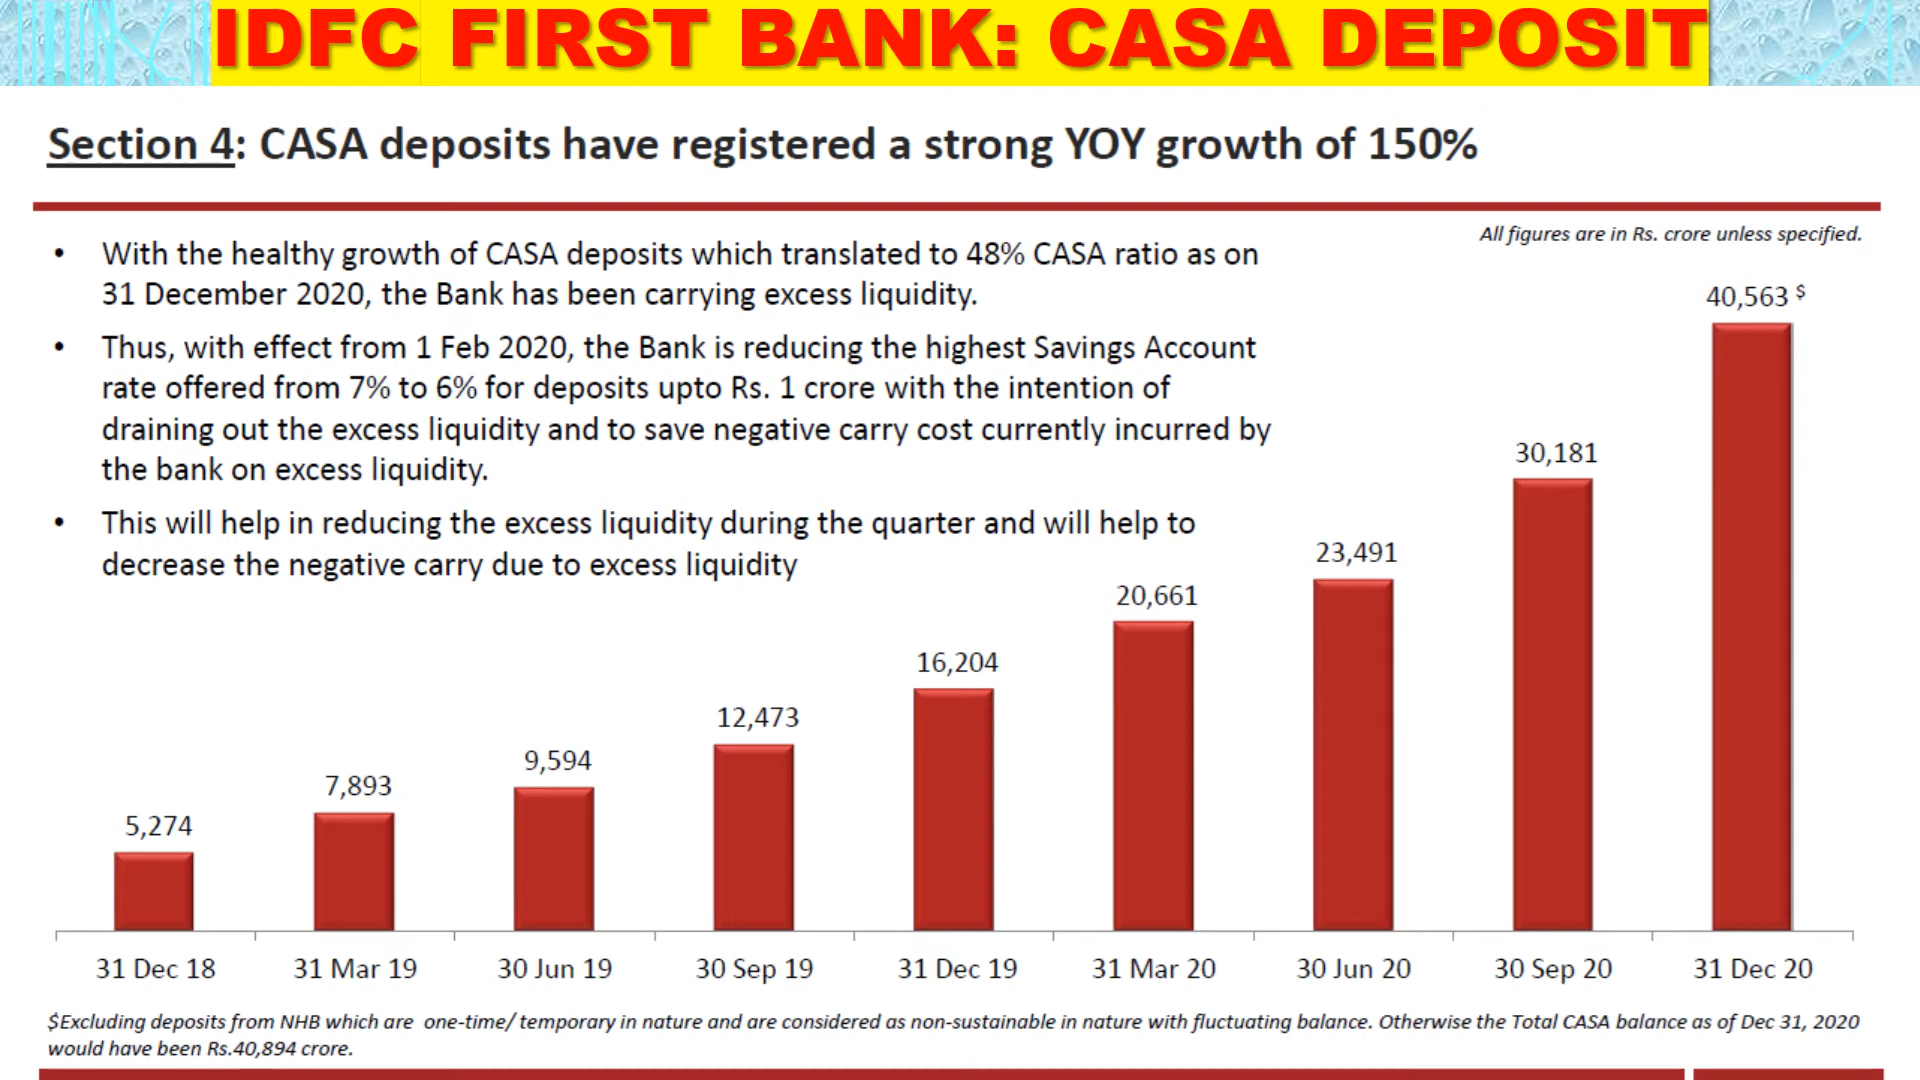 IDFC FIRST BANK: CASA DEPOSIT
Section 4: CASA deposits have registered a strong YOY growth of 150%
All figures are in Rs. crore unless specified.
• With the healthy growth of CASA deposits which translated to 48% CASA ratio as on
31 December 2020, the Bank has been carrying excess liquidity.
• Thus, with effect from 1 Feb 2020, the Bank is reducing the highest Savings Account
rate offered from 7% to 6% for deposits upto Rs. 1 crore with the intention of
draining out the excess liquidity and to save negative carry cost currently incurred by
the bank on excess liquidity.
• This will help in reducing the excess liquidity during the quarter and will help to
decrease the negative carry due to excess liquidity
5,274
7,893
9,594
12,473
16,204
20,661
23,491
30,181
40,563 $
31 Dec 18
31 Mar 19
30 Jun 19
30 Sep 19
31 Dec 19
31 Mar 20
30 Jun 20
30 Sep 20
31 Dec 20
$Excluding deposits from NHB which are one-time/ temporary in nature and are considered as non-sustainable in nature with fluctuating balance. Otherwise the Total CASA balance as of Dec 31, 2020
would have been Rs.40,894 crore.